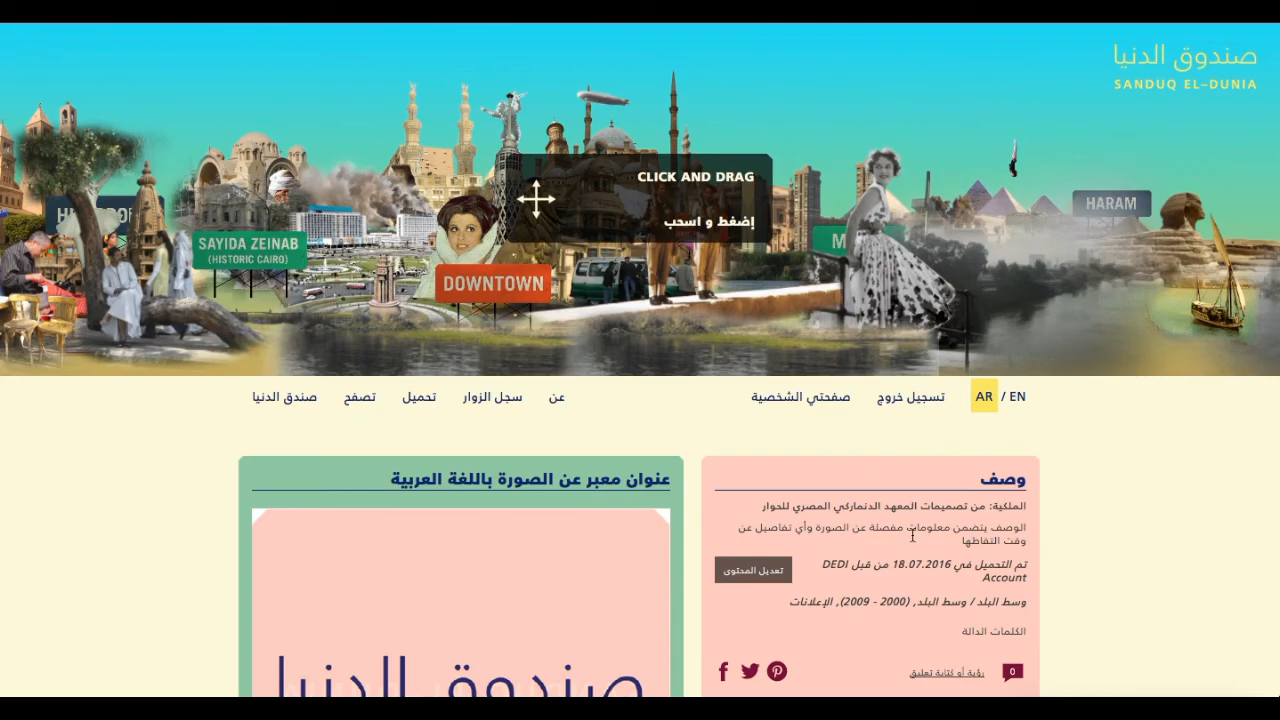 صندوق الدنيا
SANDUQ EL-DUNIA
CLICK AND DRAG
إضغط و اسحب
SAYIDA ZEINAB
(HISTORIC CAIRO)
DOWNTOWN
HARAM
صندق الدنيا
تصفح
تحميل
سجل الزوار
عن
صفحتي الشخصية
تسجيل خروج
AR / EN
عنوان معبر عن الصورة باللغة العربية
وصف
الملكية: من تصميمات المعهد الدنماركي المصري للحوار
الوصف يتضمن معلومات مفصلة عن الصورة وأي تفاصيل عن
وقت التقاطها
تم التحميل في 18.07.2016 من قبل DEDI
Account
تعديل المحتوى
وسط البلد / وسط البلد, (2000 - 2009), الإعلانات
الكلمات الدالة
رؤية أو كتابة تعليق
0
صندوق الدنيا